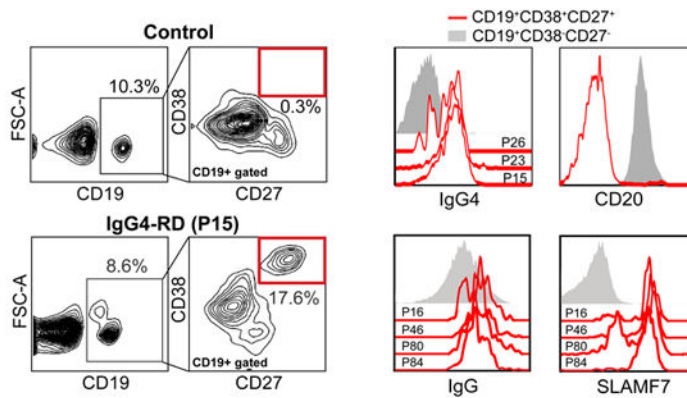 Control
10.3%
FSC-A
CD38
0.3%
CD19+ gated
CD19
CD27
IgG4-RD (P15)
8.6%
FSC-A
CD38
17.6%
CD19+ gated
CD19
CD27
CD19⁺CD38⁺CD27⁺
CD19⁺CD38⁻CD27⁻
P26
P23
P15
IgG4
CD20
P16
P46
P80
P84
IgG
P16
P46
P80
P84
SLAMF7